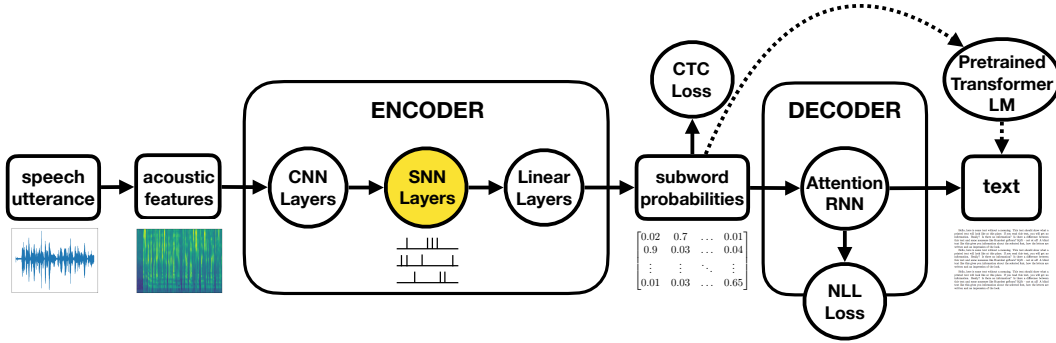 ENCODER
DECODER
CTC
Loss
Pretrained
Transformer
LM
speech
utterance
acoustic
features
CNN
Layers
SNN
Layers
Linear
Layers
subword
probabilities
Attention
RNN
text
0.02 0.7 … 0.01
0.9 0.03 … 0.04
⋮ ⋮ ⋱ ⋮
0.01 0.03 … 0.65
NLL
Loss